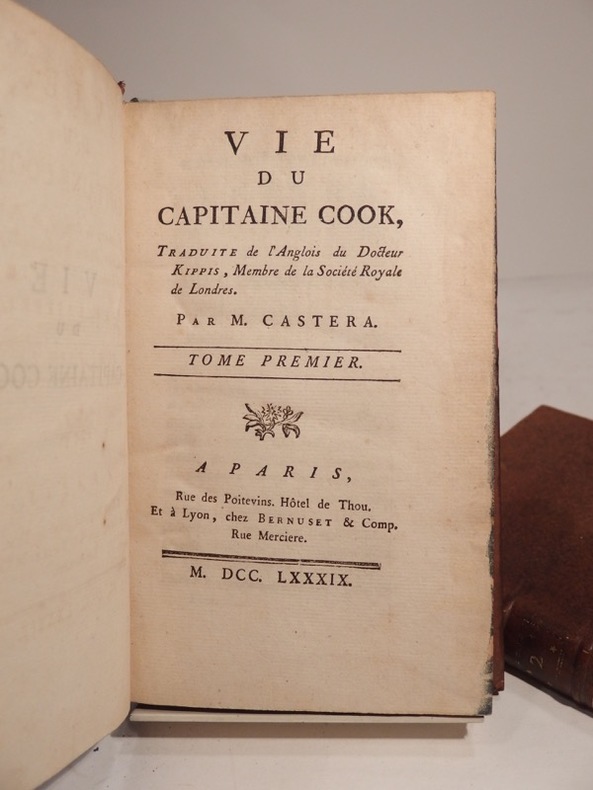 VIE
DU
CAPITAINE COOK,
TRADUITE de l'Anglois du Docteur
KIPPIS, Membre de la Société Royale
de Londres.
PAR M. CASTERA.
TOME PREMIER.
A PARIS,
Rue des Poitevins. Hôtel de Thou.
Et à Lyon, chez BERNUSET & Comp.
Rue Merciere.
M. DCC. LXXXIX.
2